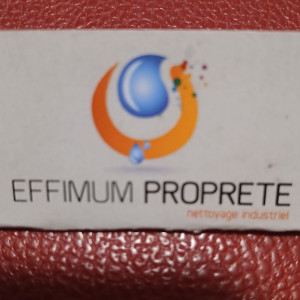 EFFIMUM PROPRETE
nettoyage industriel